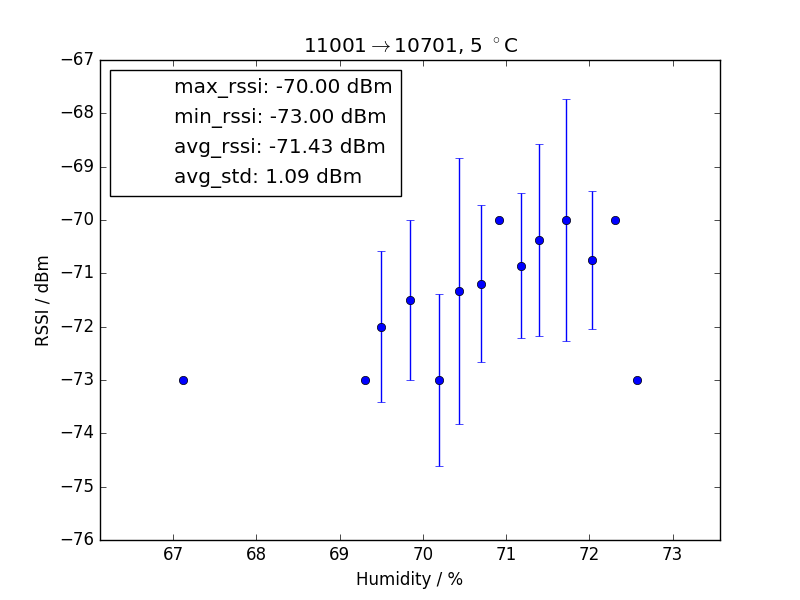 11001→10701, 5 °C
−67
−68
−69
−70
−71
−72
−73
−74
−75
−76
RSSI / dBm
max_rssi: -70.00 dBm
min_rssi: -73.00 dBm
avg_rssi: -71.43 dBm
avg_std: 1.09 dBm
67 68 69 70 71 72 73
Humidity / %